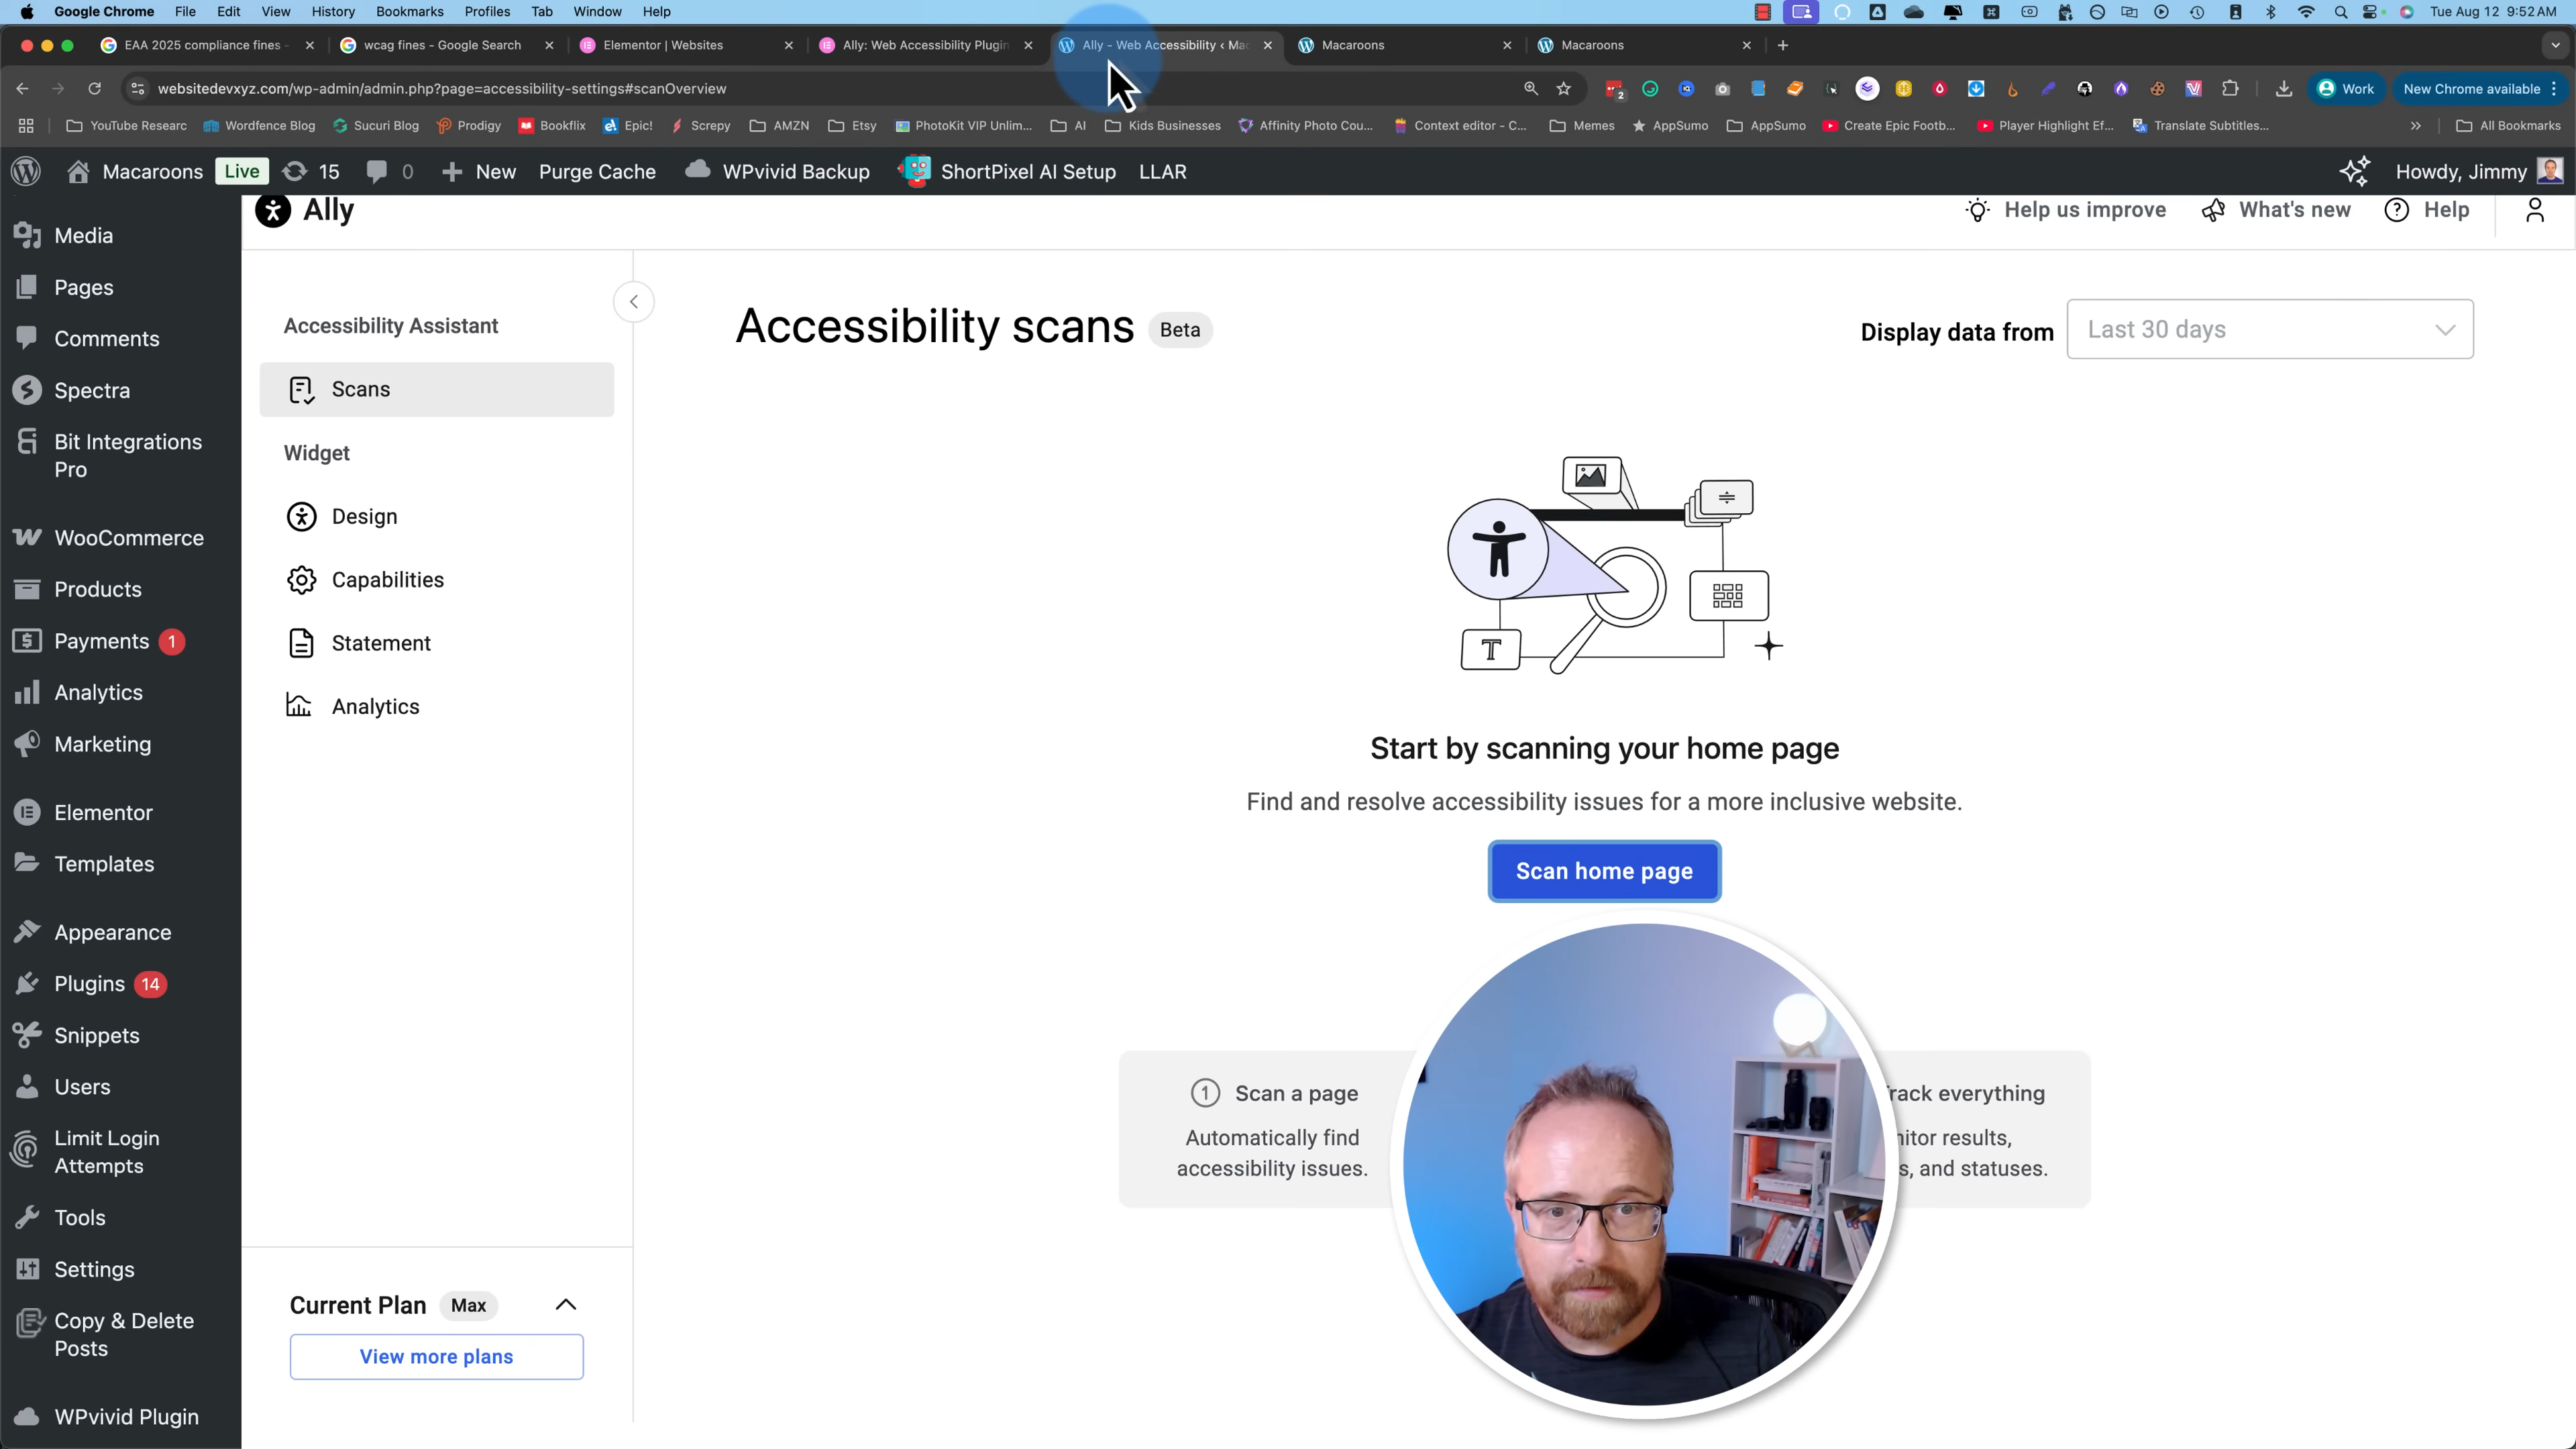 Google Chrome File Edit View History Bookmarks Profiles Tab Window Help
Tue Aug 12 9:52 AM
EAA 2025 compliance fines -
wcag fines - Google Search
Elementor | Websites
Ally: Web Accessibility Plugin
Ally - Web Accessibility ‹ Mac
Macaroons
Macaroons
websitedevxyz.com/wp-admin/admin.php?page=accessibility-settings#scanOverview
2
Work
New Chrome available
YouTube Researc
Wordfence Blog
Sucuri Blog
Prodigy
Bookflix
Epic!
Screpy
AMZN
Etsy
PhotoKit VIP Unlim...
AI
Kids Businesses
Affinity Photo Cou...
Context editor - C...
Memes
AppSumo
AppSumo
Create Epic Footb...
Player Highlight Ef...
Translate Subtitles...
All Bookmarks
Macaroons Live 15 0 New Purge Cache WPvivid Backup ShortPixel AI Setup LLAR
Howdy, Jimmy
Media
Pages
Comments
Spectra
Bit Integrations
Pro
WooCommerce
Products
Payments 1
Analytics
Marketing
Elementor
Templates
Appearance
Plugins 14
Snippets
Users
Limit Login
Attempts
Tools
Settings
Copy & Delete
Posts
WPvivid Plugin
Ally
Help us improve
What's new
Help
Accessibility Assistant
Scans
Widget
Design
Capabilities
Statement
Analytics
Current Plan Max
View more plans
Accessibility scans Beta
Display data from Last 30 days
T
Start by scanning your home page
Find and resolve accessibility issues for a more inclusive website.
Scan home page
1 Scan a page
Automatically find
accessibility issues.
rack everything
nitor results,
s, and statuses.